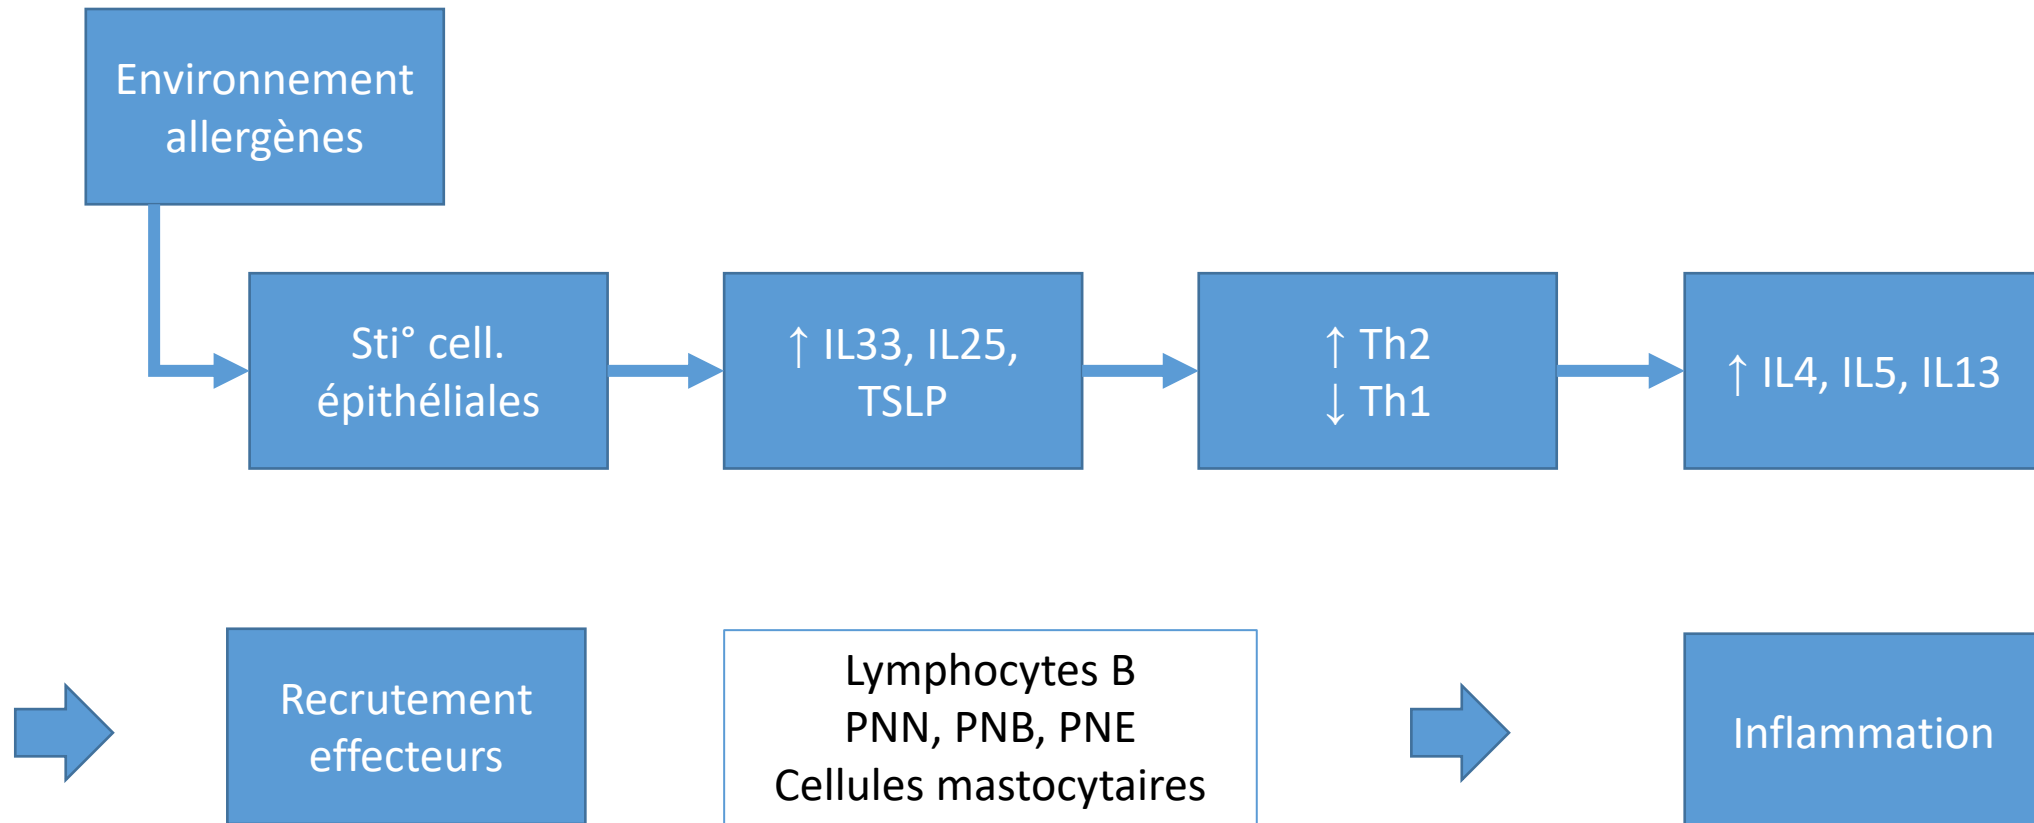 Environnement
allergènes
Sti° cell.
épithéliales
↑ IL33, IL25,
TSLP
↑ Th2
↓ Th1
↑ IL4, IL5, IL13
Recrutement
effecteurs
Lymphocytes B
PNN, PNB, PNE
Cellules mastocytaires
Inflammation